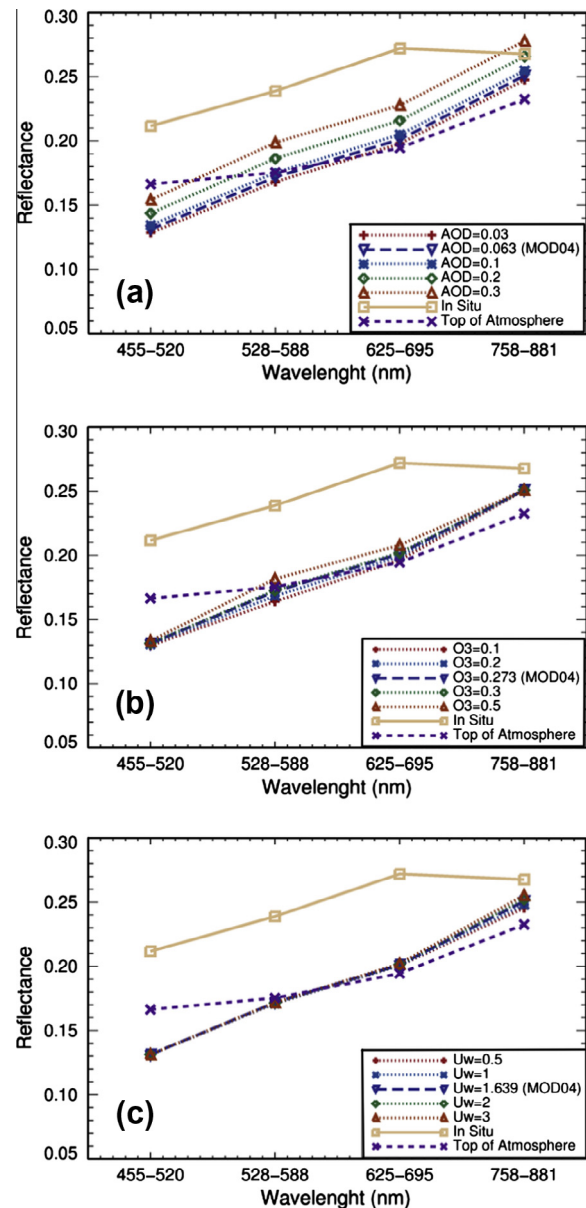 0.30
0.25
0.20
0.15
0.10
0.05
Reflectance
(a)
AOD=0.03
AOD=0.063 (MOD04)
AOD=0.1
AOD=0.2
AOD=0.3
In Situ
Top of Atmosphere
455–520 528–588 625–695 758–881
Wavelenght (nm)
0.30
0.25
0.20
0.15
0.10
0.05
Reflectance
(b)
O3=0.1
O3=0.2
O3=0.273 (MOD04)
O3=0.3
O3=0.5
In Situ
Top of Atmosphere
455–520 528–588 625–695 758–881
Wavelenght (nm)
0.30
0.25
0.20
0.15
0.10
0.05
Reflectance
(c)
Uw=0.5
Uw=1
Uw=1.639 (MOD04)
Uw=2
Uw=3
In Situ
Top of Atmosphere
455–520 528–588 625–695 758–881
Wavelenght (nm)